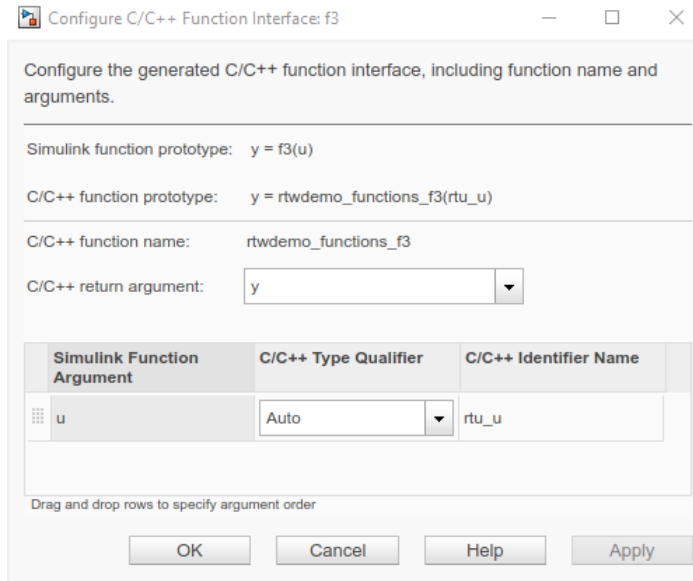 Configure C/C++ Function Interface: f3
Configure the generated C/C++ function interface, including function name and
arguments.
Simulink function prototype: y = f3(u)
C/C++ function prototype: y = rtwdemo_functions_f3(rtu_u)
C/C++ function name: rtwdemo_functions_f3
C/C++ return argument: y
Simulink Function C/C++ Type Qualifier C/C++ Identifier Name
Argument
u Auto rtu_u
Drag and drop rows to specify argument order
OK Cancel Help Apply